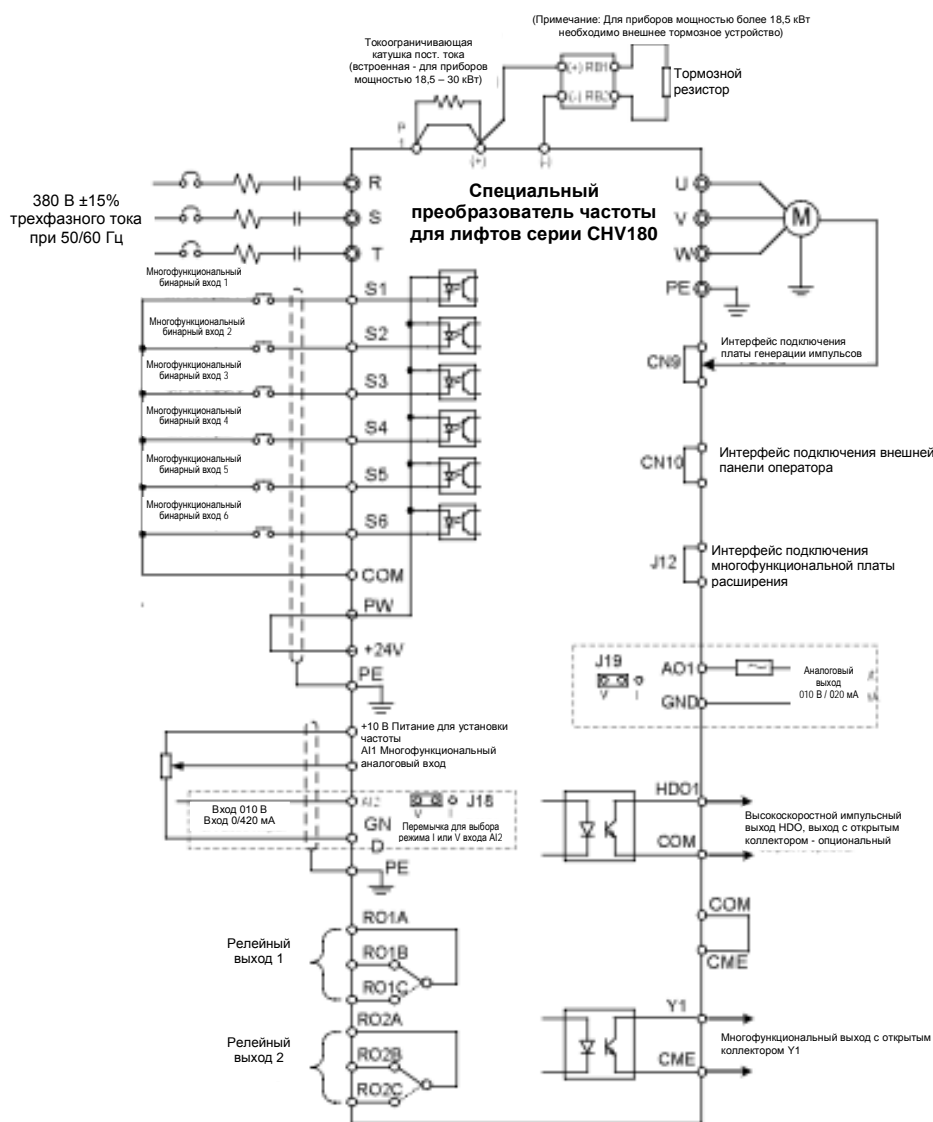 (Примечание: Для приборов мощностью более 18,5 кВт
необходимо внешнее тормозное устройство)
Токоограничивающая
катушка пост. тока
(встроенная - для приборов
мощностью 18,5 – 30 кВт)
(+) RB1
(-) RB2
Тормозной
резистор
P
1
(+)
(-)
380 В ±15%
трехфазного тока
при 50/60 Гц
R
S
T
Специальный
преобразователь частоты
для лифтов серии CHV180
U
V
W
M
PE
Многофункциональный
бинарный вход 1
S1
Многофункциональный
бинарный вход 2
S2
Многофункциональный
бинарный вход 3
S3
Многофункциональный
бинарный вход 4
S4
Многофункциональный
бинарный вход 5
S5
Многофункциональный
бинарный вход 6
S6
COM
PW
+24V
PE
CN9
Интерфейс подключения
платы генерации импульсов
CN10
Интерфейс подключения внешней
панели оператора
J12
Интерфейс подключения
многофункциональной платы
расширения
J19
V I
AO1
GND
Аналоговый
выход
010 В / 020 мА
+10 В Питание для установки
частоты
AI1 Многофункциональный
аналоговый вход
AI2
Вход 010 В
Вход 0/420 мА
V I
J18
GN
D
Перемычка для выбора
режима I или V входа AI2
PE
HDO1
COM
Высокоскоростной импульсный
выход HDO, выход с открытым
коллектором - опциональный
COM
CME
Релейный
выход 1
RO1A
RO1B
RO1C
Релейный
выход 2
RO2A
RO2B
RO2C
Y1
CME
Многофункциональный выход с открытым
коллектором Y1